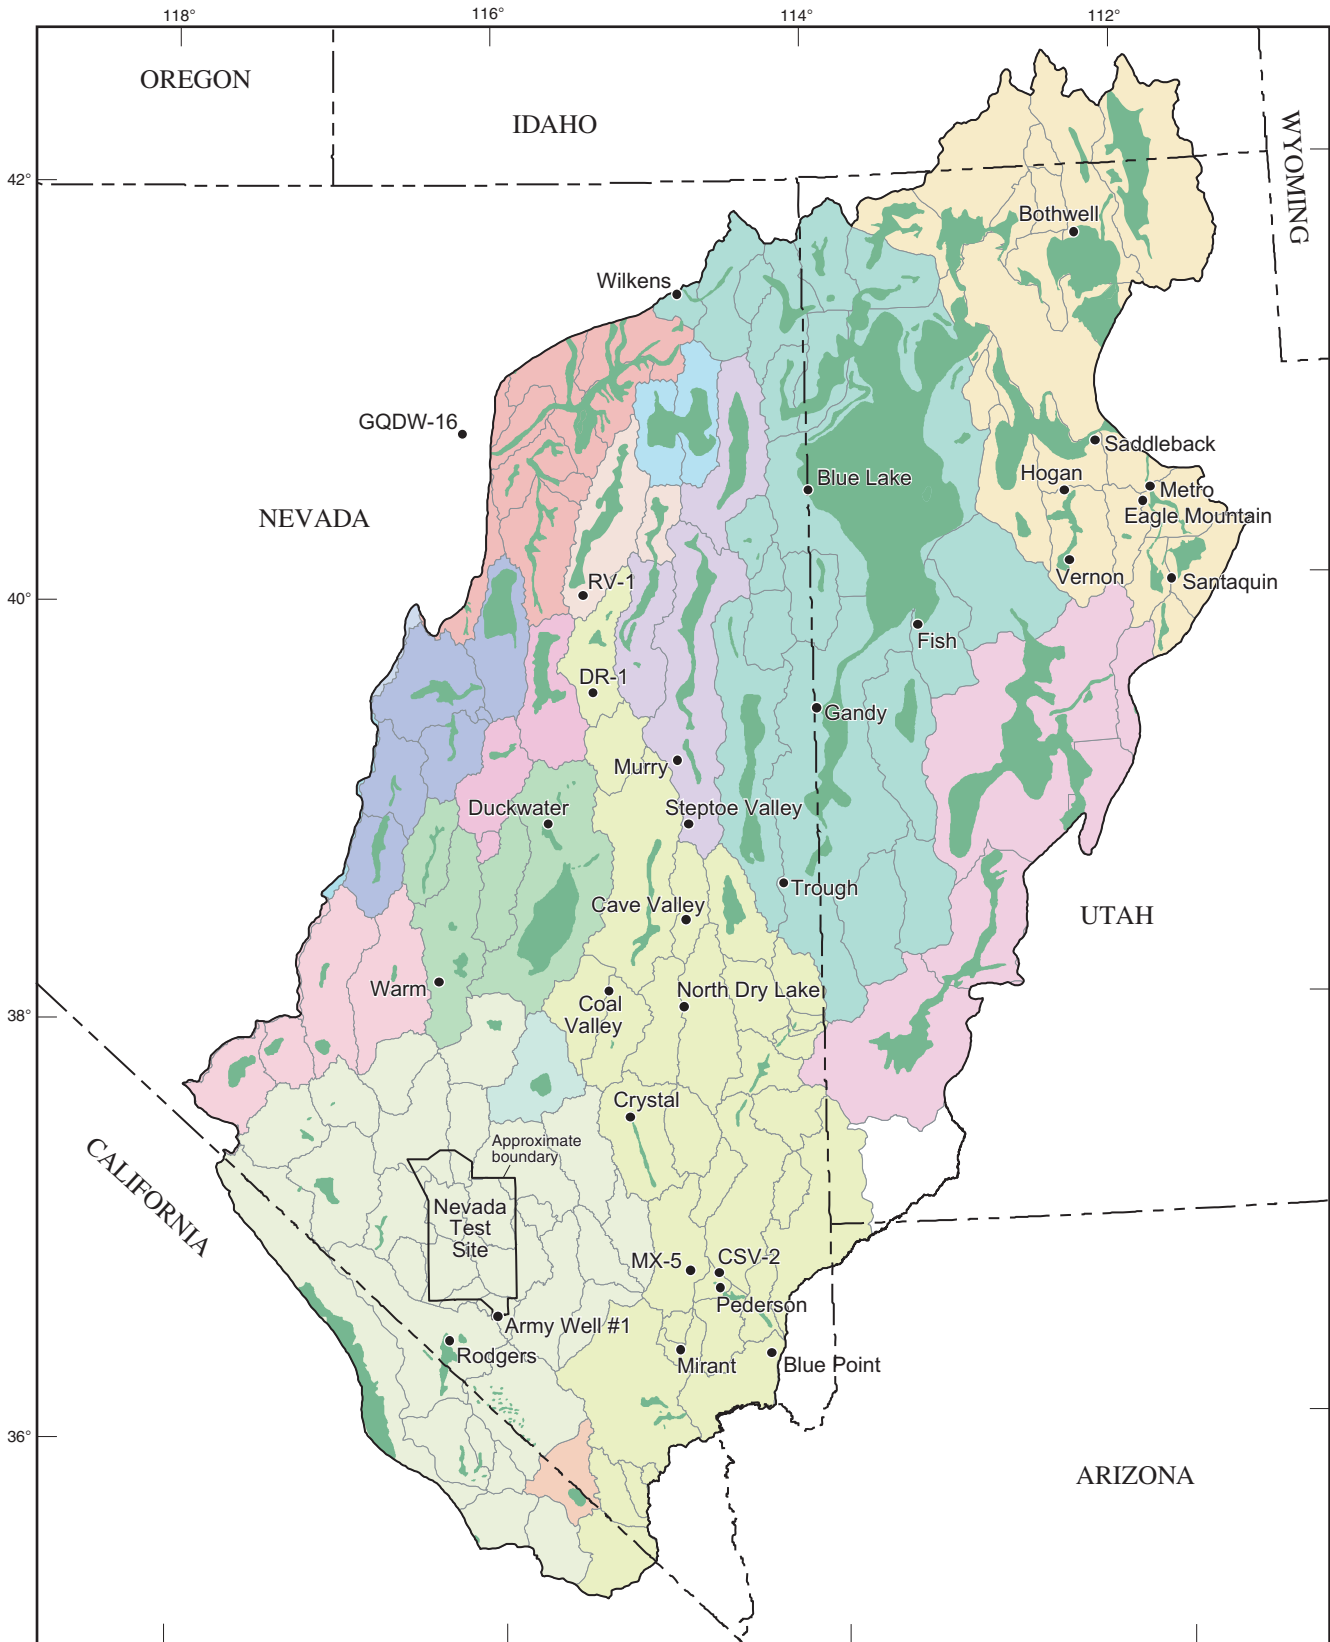 118°
116°
114°
112°
OREGON
IDAHO
WYOMING
42°
Bothwell
Wilkens
GQDW-16
Saddleback
Hogan
Blue Lake
Metro
Eagle Mountain
NEVADA
Vernon
RV-1
Santaquin
40°
Fish
DR-1
Gandy
Murry
Duckwater
Steptoe Valley
Trough
Cave Valley
UTAH
Warm
North Dry Lake
Coal
Valley
38°
Crystal
Approximate
boundary
CALIFORNIA
Nevada
Test
Site
MX-5
CSV-2
Pederson
Army Well #1
Rodgers
Mirant
Blue Point
36°
ARIZONA